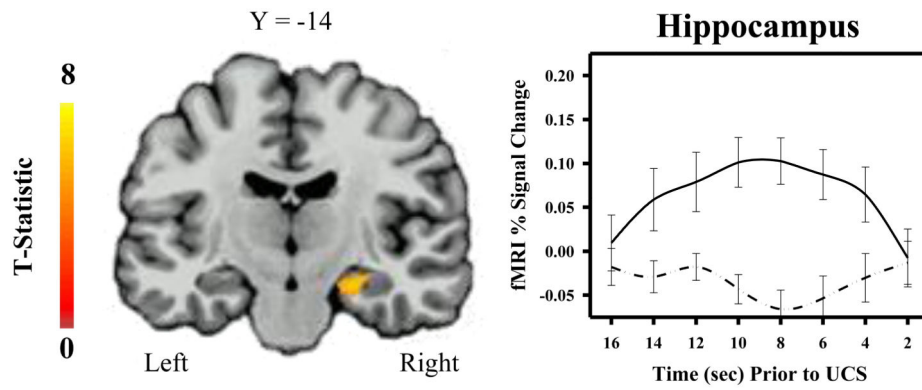 Y = -14
8
T-Statistic
0
Left
Right
Hippocampus
fMRI % Signal Change
0.20
0.15
0.10
0.05
0.00
-0.05
16 14 12 10 8 6 4 2
Time (sec) Prior to UCS